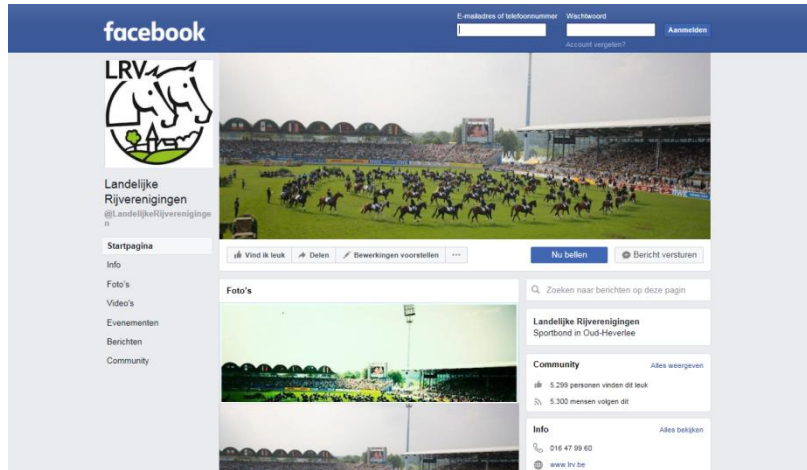 facebook
E-mailadres of telefoonnummer
Wachtwoord
Aanmelden
Account vergeten?
LRV
Landelijke
Rijverenigingen
@LandelijkeRijvereniginge
n
Startpagina
Info
Foto's
Video's
Evenementen
Berichten
Community
Vind ik leuk
Delen
Bewerkingen voorstellen
Nu bellen
Bericht versturen
Foto's
Zoeken naar berichten op deze pagin
Landelijke Rijverenigingen
Sportbond in Oud-Heverlee
Community
Alles weergeven
5.299 personen vinden dit leuk
5.300 mensen volgen dit
Info
Alles bekijken
016 47 99 60
www.lrv.be